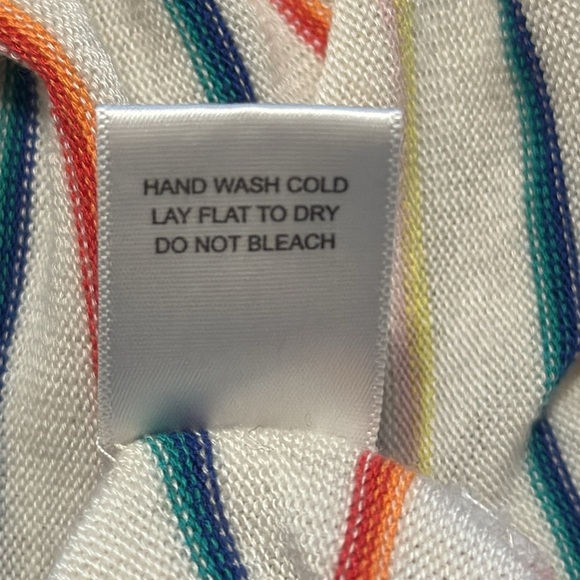 HAND WASH COLD
LAY FLAT TO DRY
DO NOT BLEACH